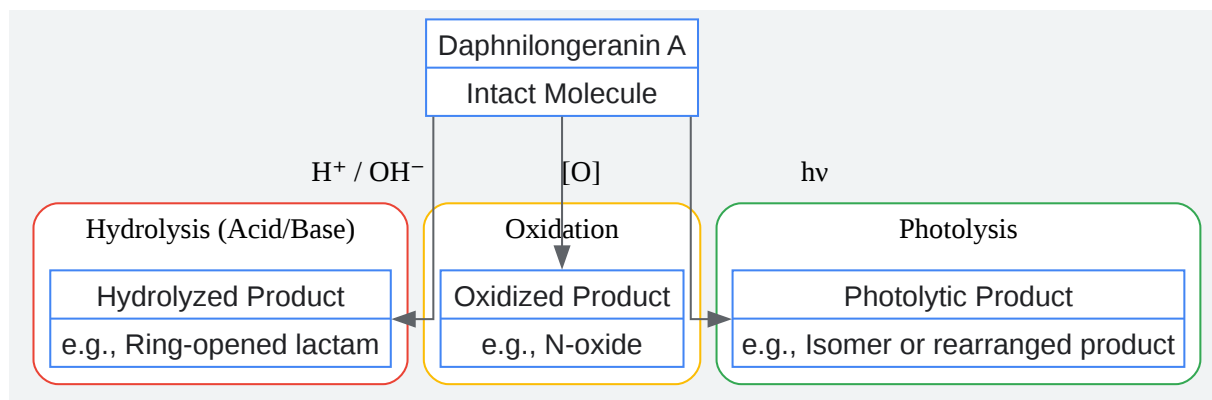 Daphnilongeranin A
Intact Molecule
H⁺ / OH⁻
[O]
hν
Hydrolysis (Acid/Base)
Oxidation
Photolysis
Hydrolyzed Product
e.g., Ring-opened lactam
Oxidized Product
e.g., N-oxide
Photolytic Product
e.g., Isomer or rearranged product